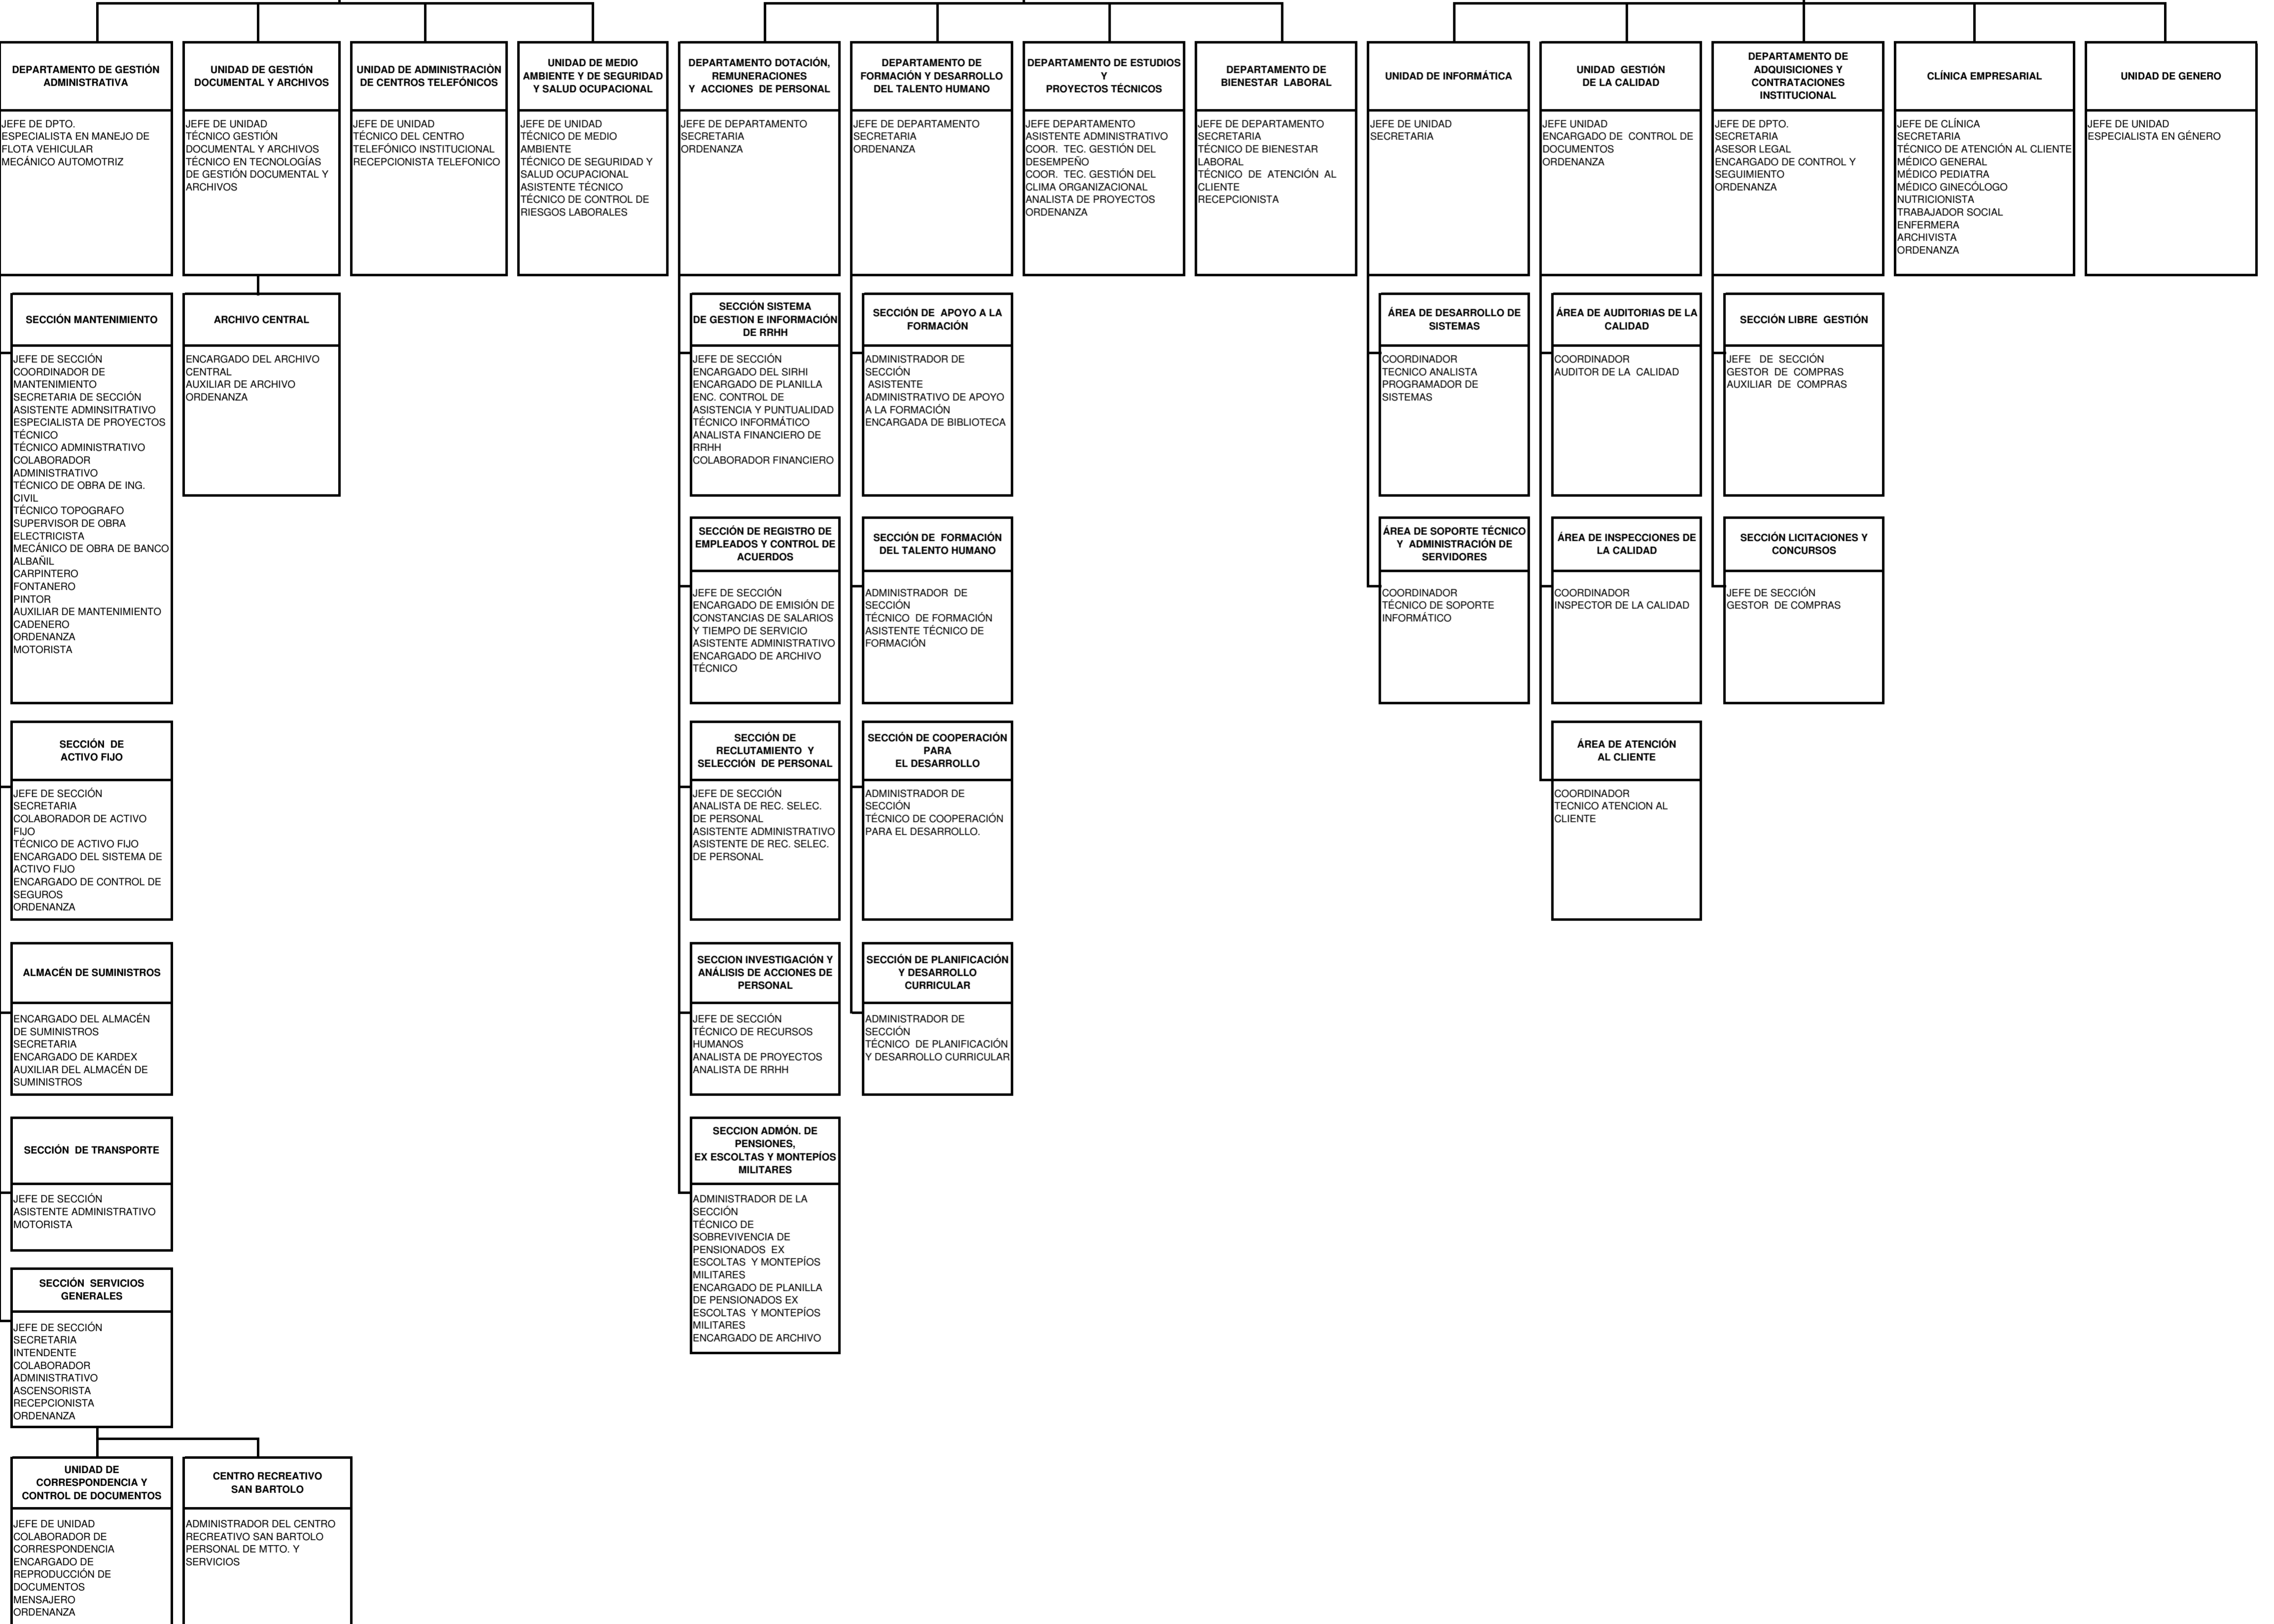 DEPARTAMENTO DE GESTIÓN
ADMINISTRATIVA
JEFE DE DPTO.
ESPECIALISTA EN MANEJO DE
FLOTA VEHICULAR
MECÁNICO AUTOMOTRIZ
UNIDAD DE GESTIÓN
DOCUMENTAL Y ARCHIVOS
JEFE DE UNIDAD
TÉCNICO GESTIÓN
DOCUMENTAL Y ARCHIVOS
TÉCNICO EN TECNOLOGÍAS
DE GESTIÓN DOCUMENTAL Y
ARCHIVOS
UNIDAD DE ADMINISTRACIÒN
DE CENTROS TELEFÓNICOS
JEFE DE UNIDAD
TÉCNICO DEL CENTRO
TELEFÓNICO INSTITUCIONAL
RECEPCIONISTA TELEFONICO
UNIDAD DE MEDIO
AMBIENTE Y DE SEGURIDAD
Y SALUD OCUPACIONAL
JEFE DE UNIDAD
TÉCNICO DE MEDIO
AMBIENTE
TÉCNICO DE SEGURIDAD Y
SALUD OCUPACIONAL
ASISTENTE TÉCNICO
TÉCNICO DE CONTROL DE
RIESGOS LABORALES
DEPARTAMENTO DOTACIÓN,
REMUNERACIONES
Y ACCIONES DE PERSONAL
JEFE DE DEPARTAMENTO
SECRETARIA
ORDENANZA
DEPARTAMENTO DE
FORMACIÓN Y DESARROLLO
DEL TALENTO HUMANO
JEFE DE DEPARTAMENTO
SECRETARIA
ORDENANZA
DEPARTAMENTO DE ESTUDIOS
Y
PROYECTOS TÉCNICOS
JEFE DEPARTAMENTO
ASISTENTE ADMINISTRATIVO
COOR. TEC. GESTIÓN DEL
DESEMPEÑO
COOR. TEC. GESTIÓN DEL
CLIMA ORGANIZACIONAL
ANALISTA DE PROYECTOS
ORDENANZA
DEPARTAMENTO DE
BIENESTAR LABORAL
JEFE DE DEPARTAMENTO
SECRETARIA
TÉCNICO DE BIENESTAR
LABORAL
TÉCNICO DE ATENCIÓN AL
CLIENTE
RECEPCIONISTA
UNIDAD DE INFORMÁTICA
JEFE DE UNIDAD
SECRETARIA
UNIDAD GESTIÓN
DE LA CALIDAD
JEFE UNIDAD
ENCARGADO DE CONTROL DE
DOCUMENTOS
ORDENANZA
DEPARTAMENTO DE
ADQUISICIONES Y
CONTRATACIONES
INSTITUCIONAL
JEFE DE DPTO.
SECRETARIA
ASESOR LEGAL
ENCARGADO DE CONTROL Y
SEGUIMIENTO
ORDENANZA
CLÍNICA EMPRESARIAL
JEFE DE CLÍNICA
SECRETARIA
TÉCNICO DE ATENCIÓN AL CLIENTE
MÉDICO GENERAL
MÉDICO PEDIATRA
MÉDICO GINECÓLOGO
NUTRICIONISTA
TRABAJADOR SOCIAL
ENFERMERA
ARCHIVISTA
ORDENANZA
UNIDAD DE GENERO
JEFE DE UNIDAD
ESPECIALISTA EN GÉNERO
SECCIÓN MANTENIMIENTO
JEFE DE SECCIÓN
COORDINADOR DE
MANTENIMIENTO
SECRETARIA DE SECCIÓN
ASISTENTE ADMINSITRATIVO
ESPECIALISTA DE PROYECTOS
TÉCNICO
TÉCNICO ADMINISTRATIVO
COLABORADOR
ADMINISTRATIVO
TÉCNICO DE OBRA DE ING.
CIVIL
TÉCNICO TOPOGRAFO
SUPERVISOR DE OBRA
ELECTRICISTA
MECÁNICO DE OBRA DE BANCO
ALBAÑIL
CARPINTERO
FONTANERO
PINTOR
AUXILIAR DE MANTENIMIENTO
CADENERO
ORDENANZA
MOTORISTA
ARCHIVO CENTRAL
ENCARGADO DEL ARCHIVO
CENTRAL
AUXILIAR DE ARCHIVO
ORDENANZA
SECCIÓN SISTEMA
DE GESTION E INFORMACIÓN
DE RRHH
JEFE DE SECCIÓN
ENCARGADO DEL SIRHI
ENCARGADO DE PLANILLA
ENC. CONTROL DE
ASISTENCIA Y PUNTUALIDAD
TÉCNICO INFORMÁTICO
ANALISTA FINANCIERO DE
RRHH
COLABORADOR FINANCIERO
SECCIÓN DE APOYO A LA
FORMACIÓN
ADMINISTRADOR DE
SECCIÓN
ASISTENTE
ADMINISTRATIVO DE APOYO
A LA FORMACIÓN
ENCARGADA DE BIBLIOTECA
ÁREA DE DESARROLLO DE
SISTEMAS
COORDINADOR
TECNICO ANALISTA
PROGRAMADOR DE
SISTEMAS
ÁREA DE AUDITORIAS DE LA
CALIDAD
COORDINADOR
AUDITOR DE LA CALIDAD
SECCIÓN LIBRE GESTIÓN
JEFE DE SECCIÓN
GESTOR DE COMPRAS
AUXILIAR DE COMPRAS
SECCIÓN DE REGISTRO DE
EMPLEADOS Y CONTROL DE
ACUERDOS
JEFE DE SECCIÓN
ENCARGADO DE EMISIÓN DE
CONSTANCIAS DE SALARIOS
Y TIEMPO DE SERVICIO
ASISTENTE ADMINISTRATIVO
ENCARGADO DE ARCHIVO
TÉCNICO
SECCIÓN DE FORMACIÓN
DEL TALENTO HUMANO
ADMINISTRADOR DE
SECCIÓN
TÉCNICO DE FORMACIÓN
ASISTENTE TÉCNICO DE
FORMACIÓN
ÁREA DE SOPORTE TÉCNICO
Y ADMINISTRACIÓN DE
SERVIDORES
COORDINADOR
TÉCNICO DE SOPORTE
INFORMÁTICO
ÁREA DE INSPECCIONES DE
LA CALIDAD
COORDINADOR
INSPECTOR DE LA CALIDAD
SECCIÓN LICITACIONES Y
CONCURSOS
JEFE DE SECCIÓN
GESTOR DE COMPRAS
SECCIÓN DE
ACTIVO FIJO
JEFE DE SECCIÓN
SECRETARIA
COLABORADOR DE ACTIVO
FIJO
TÉCNICO DE ACTIVO FIJO
ENCARGADO DEL SISTEMA DE
ACTIVO FIJO
ENCARGADO DE CONTROL DE
SEGUROS
ORDENANZA
SECCIÓN DE
RECLUTAMIENTO Y
SELECCIÓN DE PERSONAL
JEFE DE SECCIÓN
ANALISTA DE REC. SELEC.
DE PERSONAL
ASISTENTE ADMINISTRATIVO
ASISTENTE DE REC. SELEC.
DE PERSONAL
SECCIÓN DE COOPERACIÓN
PARA
EL DESARROLLO
ADMINISTRADOR DE
SECCIÓN
TÉCNICO DE COOPERACIÓN
PARA EL DESARROLLO.
ÁREA DE ATENCIÓN
AL CLIENTE
COORDINADOR
TECNICO ATENCION AL
CLIENTE
ALMACÉN DE SUMINISTROS
ENCARGADO DEL ALMACÉN
DE SUMINISTROS
SECRETARIA
ENCARGADO DE KARDEX
AUXILIAR DEL ALMACÉN DE
SUMINISTROS
SECCION INVESTIGACIÓN Y
ANÁLISIS DE ACCIONES DE
PERSONAL
JEFE DE SECCIÓN
TÉCNICO DE RECURSOS
HUMANOS
ANALISTA DE PROYECTOS
ANALISTA DE RRHH
SECCIÓN DE PLANIFICACIÓN
Y DESARROLLO
CURRICULAR
ADMINISTRADOR DE
SECCIÓN
TÉCNICO DE PLANIFICACIÓN
Y DESARROLLO CURRICULAR
SECCIÓN DE TRANSPORTE
JEFE DE SECCIÓN
ASISTENTE ADMINISTRATIVO
MOTORISTA
SECCION ADMÓN. DE
PENSIONES,
EX ESCOLTAS Y MONTEPÍOS
MILITARES
ADMINISTRADOR DE LA
SECCIÓN
TÉCNICO DE
SOBREVIVENCIA DE
PENSIONADOS EX
ESCOLTAS Y MONTEPÍOS
MILITARES
ENCARGADO DE PLANILLA
DE PENSIONADOS EX
ESCOLTAS Y MONTEPÍOS
MILITARES
ENCARGADO DE ARCHIVO
SECCIÓN SERVICIOS
GENERALES
JEFE DE SECCIÓN
SECRETARIA
INTENDENTE
COLABORADOR
ADMINISTRATIVO
ASCENSORISTA
RECEPCIONISTA
ORDENANZA
UNIDAD DE
CORRESPONDENCIA Y
CONTROL DE DOCUMENTOS
JEFE DE UNIDAD
COLABORADOR DE
CORRESPONDENCIA
ENCARGADO DE
REPRODUCCIÓN DE
DOCUMENTOS
MENSAJERO
ORDENANZA
CENTRO RECREATIVO
SAN BARTOLO
ADMINISTRADOR DEL CENTRO
RECREATIVO SAN BARTOLO
PERSONAL DE MTTO. Y
SERVICIOS